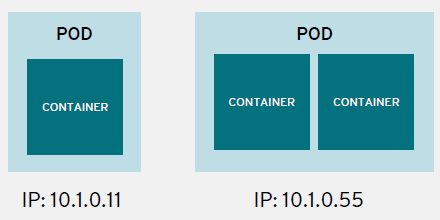 POD
CONTAINER
IP: 10.1.0.11
POD
CONTAINER
CONTAINER
IP: 10.1.0.55